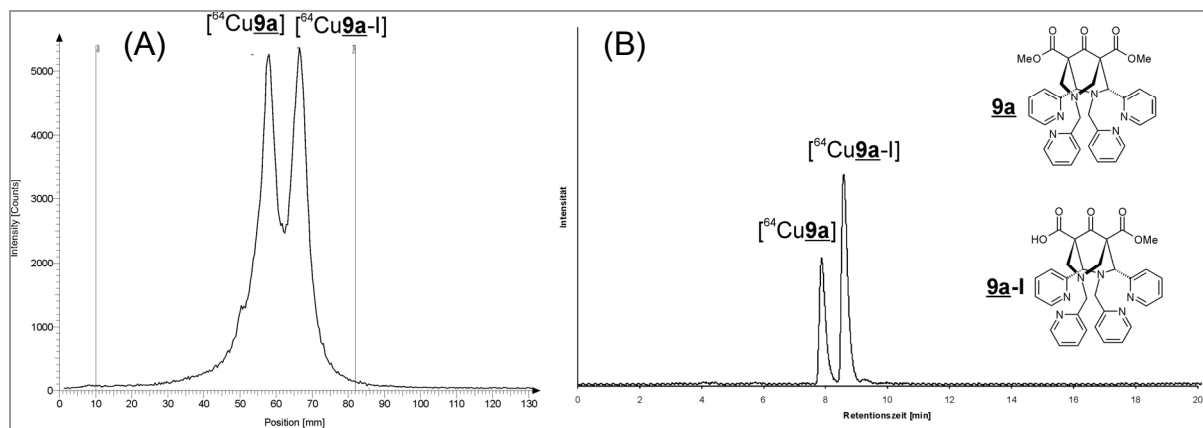 [⁶⁴Cu9a] [⁶⁴Cu9a-I]
(A)
5000
4000
3000
2000
1000
0
Intensity [Counts]
0 10 20 30 40 50 60 70 80 90 100 110 120 130
Position [mm]
(B)
[⁶⁴Cu9a-I]
[⁶⁴Cu9a]
Intensität
0 2 4 6 8 10 12 14 16 18 20
Retentionszeit [min]
O O O
MeO OMe
9a
N N
N N
N N
O O O
HO OMe
9a-I
N N
N N
N N